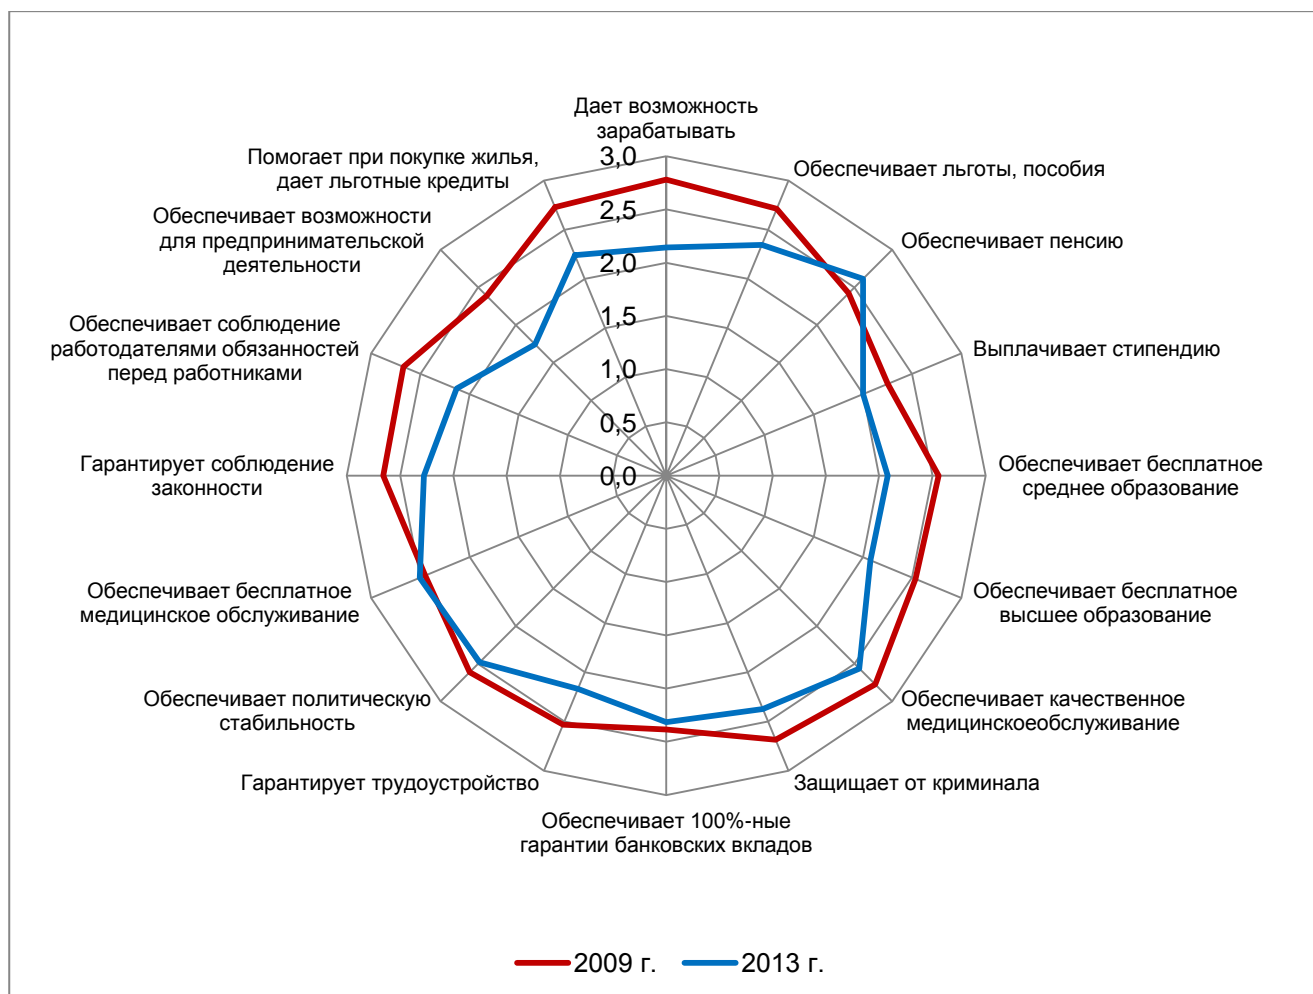 Дает возможность
зарабатывать
Обеспечивает льготы, пособия
Обеспечивает пенсию
Выплачивает стипендию
Обеспечивает бесплатное
среднее образование
Обеспечивает бесплатное
высшее образование
Обеспечивает качественное
медицинскоеобслуживание
Защищает от криминала
Обеспечивает 100%-ные
гарантии банковских вкладов
Гарантирует трудоустройство
Обеспечивает политическую
стабильность
Обеспечивает бесплатное
медицинское обслуживание
Гарантирует соблюдение
законности
Обеспечивает соблюдение
работодателями обязанностей
перед работниками
Обеспечивает возможности
для предпринимательской
деятельности
Помогает при покупке жилья,
дает льготные кредиты
3,0
2,5
2,0
1,5
1,0
0,5
0,0
2009 г.
2013 г.